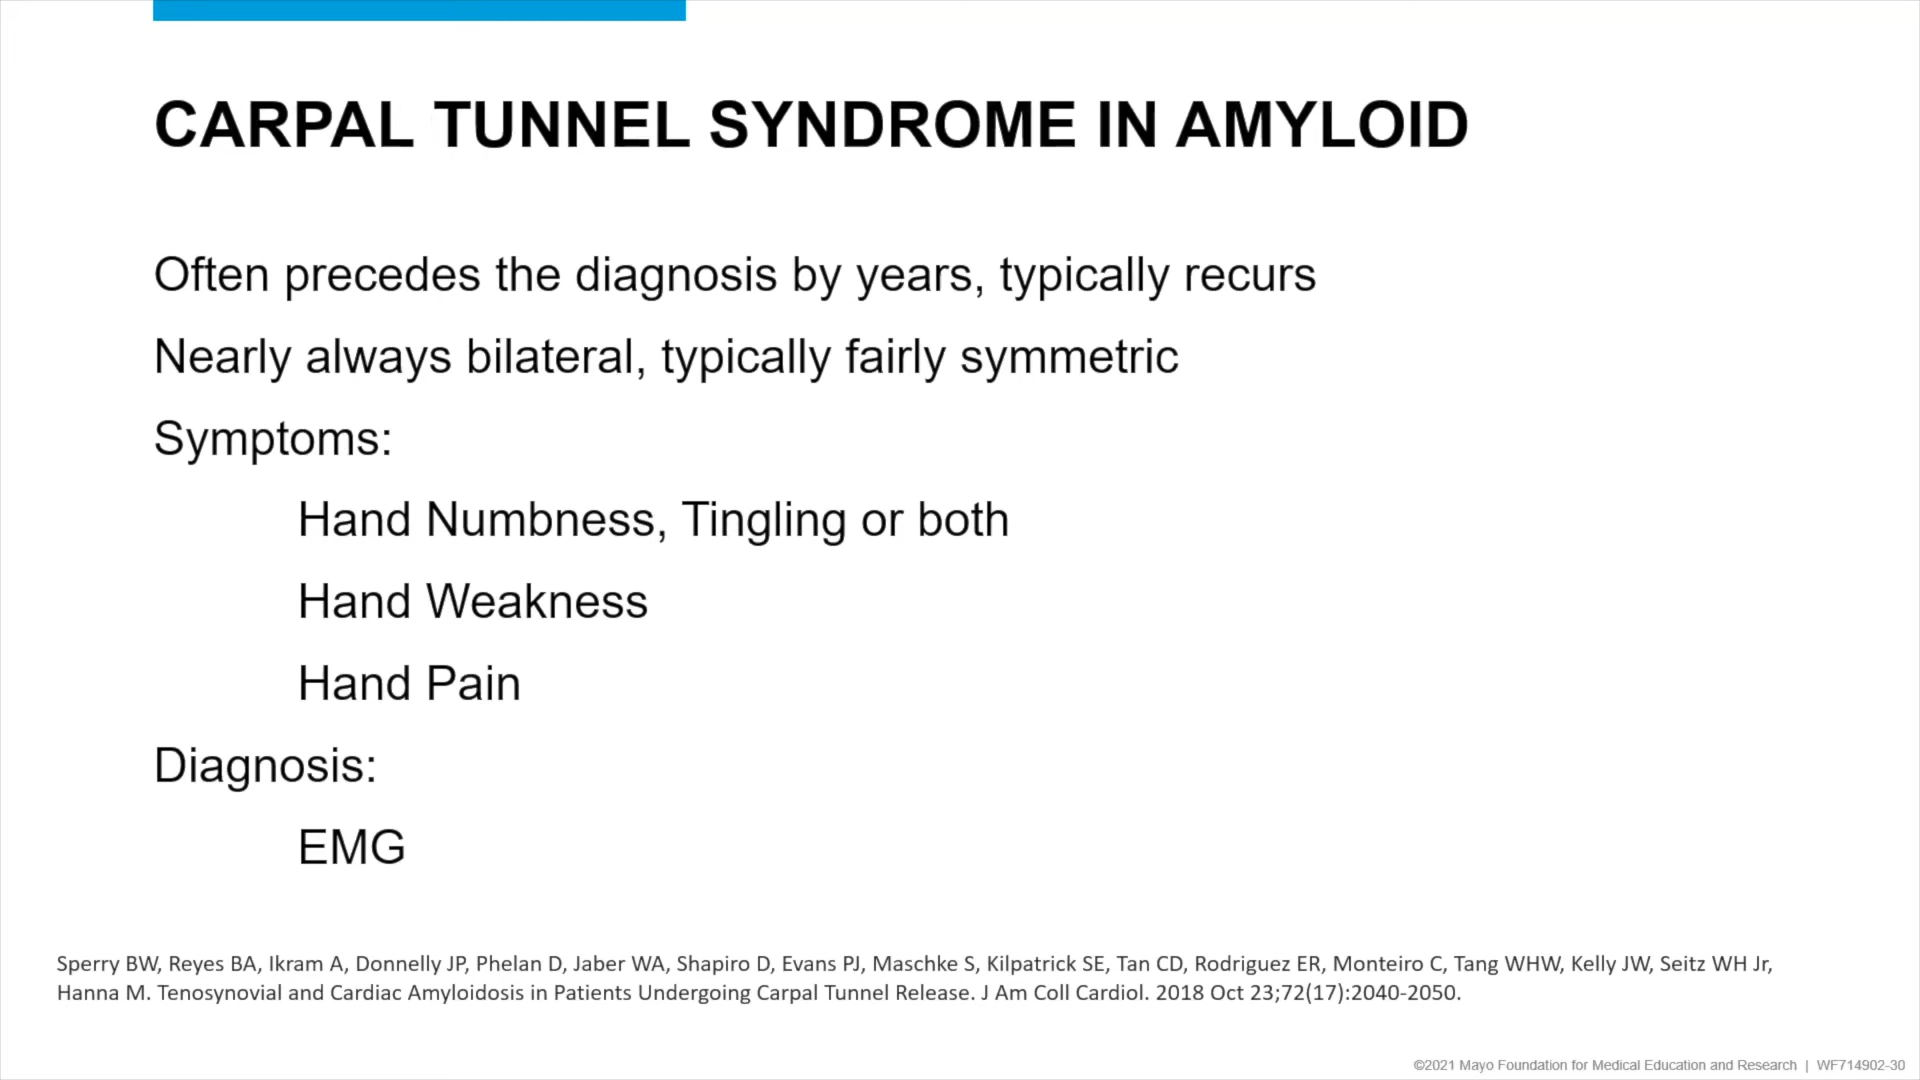 CARPAL TUNNEL SYNDROME IN AMYLOID
Often precedes the diagnosis by years, typically recurs
Nearly always bilateral, typically fairly symmetric
Symptoms:
Hand Numbness, Tingling or both
Hand Weakness
Hand Pain
Diagnosis:
EMG
Sperry BW, Reyes BA, Ikram A, Donnelly JP, Phelan D, Jaber WA, Shapiro D, Evans PJ, Maschke S, Kilpatrick SE, Tan CD, Rodriguez ER, Monteiro C, Tang WHW, Kelly JW, Seitz WH Jr,
Hanna M. Tenosynovial and Cardiac Amyloidosis in Patients Undergoing Carpal Tunnel Release. J Am Coll Cardiol. 2018 Oct 23;72(17):2040-2050.
©2021 Mayo Foundation for Medical Education and Research | WF714902-30